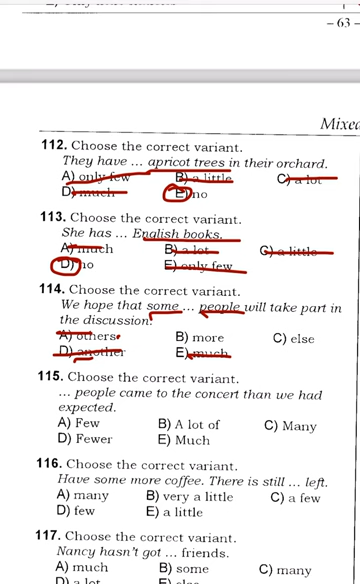 – 63 –
Mixed
112. Choose the correct variant.
They have ... apricot trees in their orchard.
A) only few B) a little C) a lot
D) much E) no
113. Choose the correct variant.
She has ... English books.
A) much B) a lot C) a little
D) no E) only few
114. Choose the correct variant.
We hope that some ... people will take part in
the discussion.
A) others B) more C) else
D) another E) much
115. Choose the correct variant.
... people came to the concert than we had
expected.
A) Few B) A lot of C) Many
D) Fewer E) Much
116. Choose the correct variant.
Have some more coffee. There is still ... left.
A) many B) very a little C) a few
D) few E) a little
117. Choose the correct variant.
Nancy hasn't got ... friends.
A) much B) some C) many
D) a lot E) else